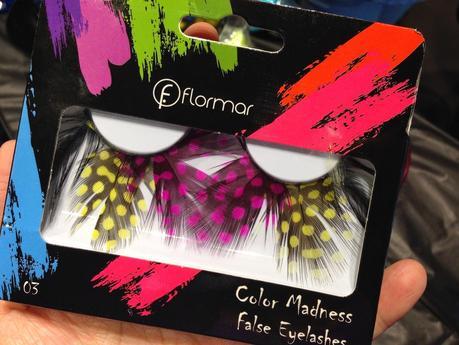 flormar
03
Color Madness
False Eyelashes